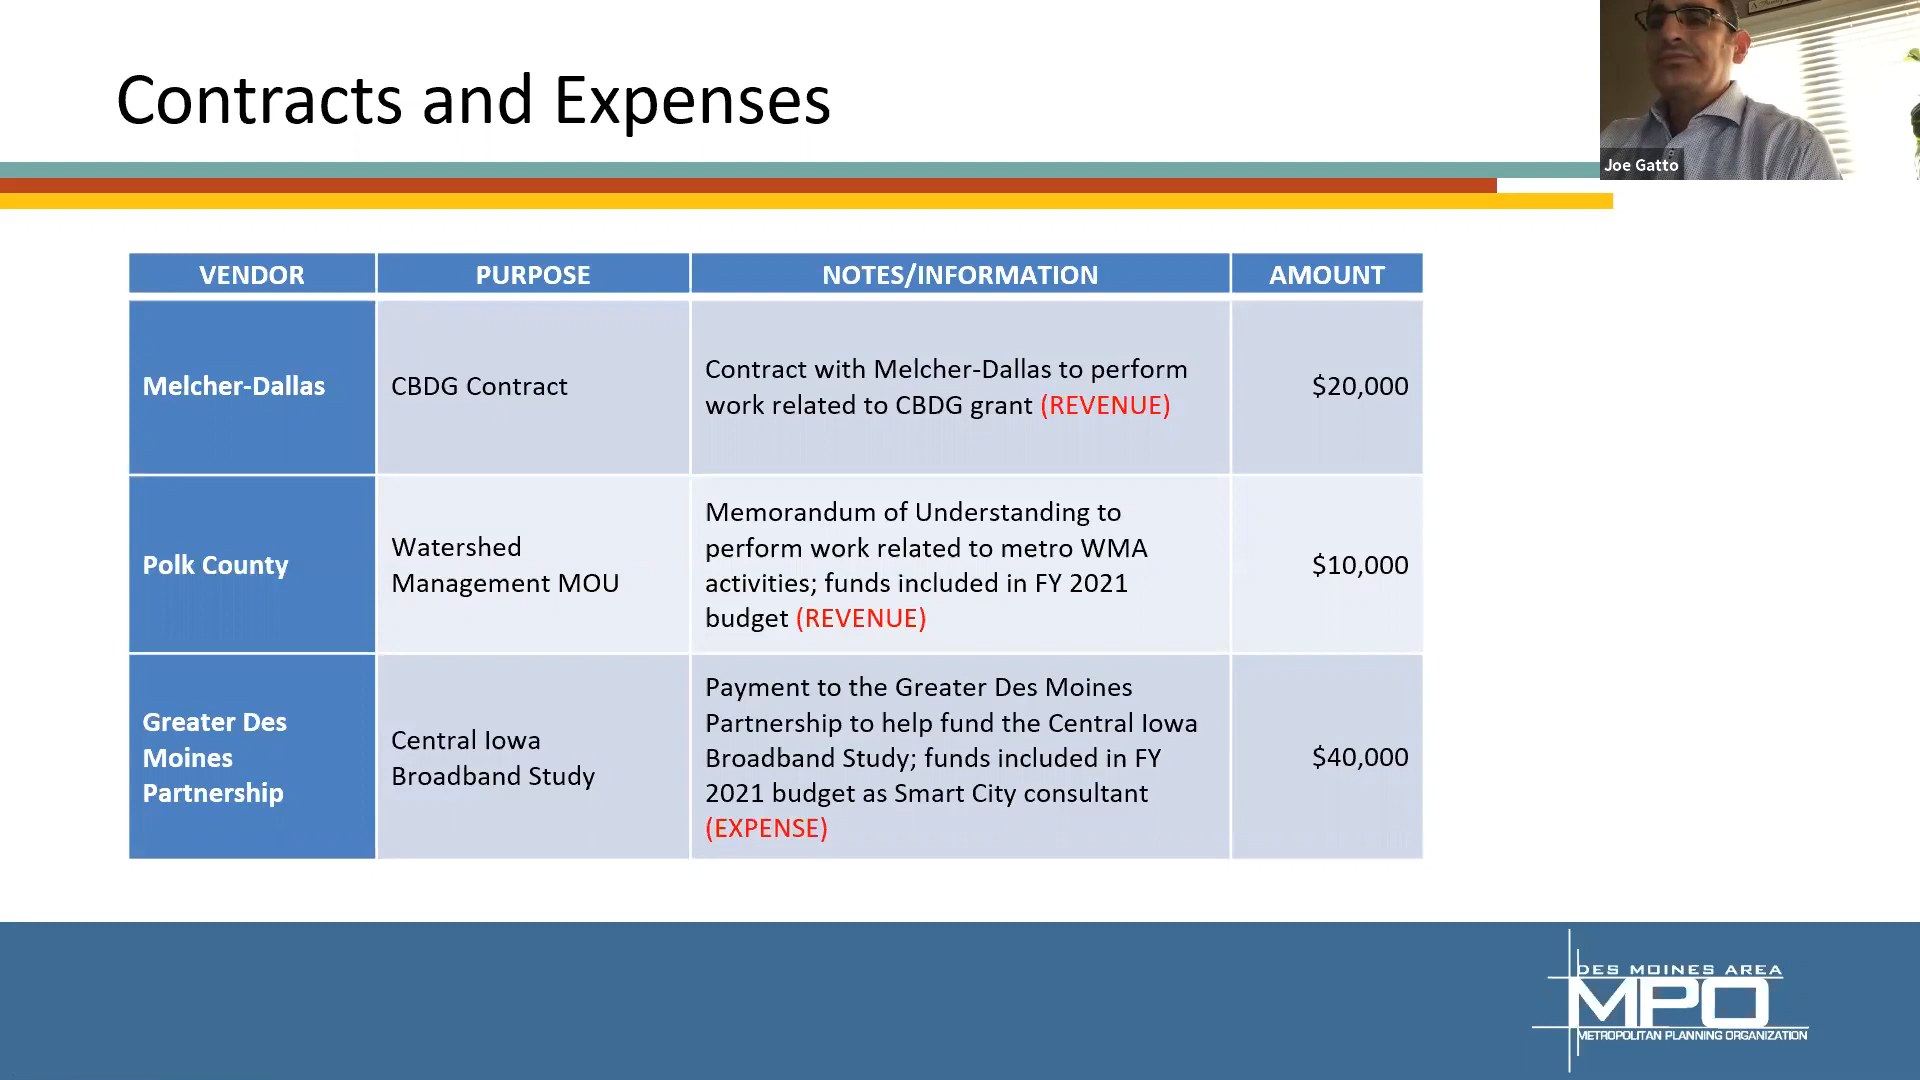 Contracts and Expenses
Joe Gatto
VENDOR PURPOSE NOTES/INFORMATION AMOUNT
Melcher-Dallas
CBDG Contract
Contract with Melcher-Dallas to perform
work related to CBDG grant (REVENUE)
$20,000
Polk County
Watershed
Management MOU
Memorandum of Understanding to
perform work related to metro WMA
activities; funds included in FY 2021
budget (REVENUE)
$10,000
Greater Des
Moines
Partnership
Central Iowa
Broadband Study
Payment to the Greater Des Moines
Partnership to help fund the Central Iowa
Broadband Study; funds included in FY
2021 budget as Smart City consultant
(EXPENSE)
$40,000
DES MOINES AREA
MPO
METROPOLITAN PLANNING ORGANIZATION